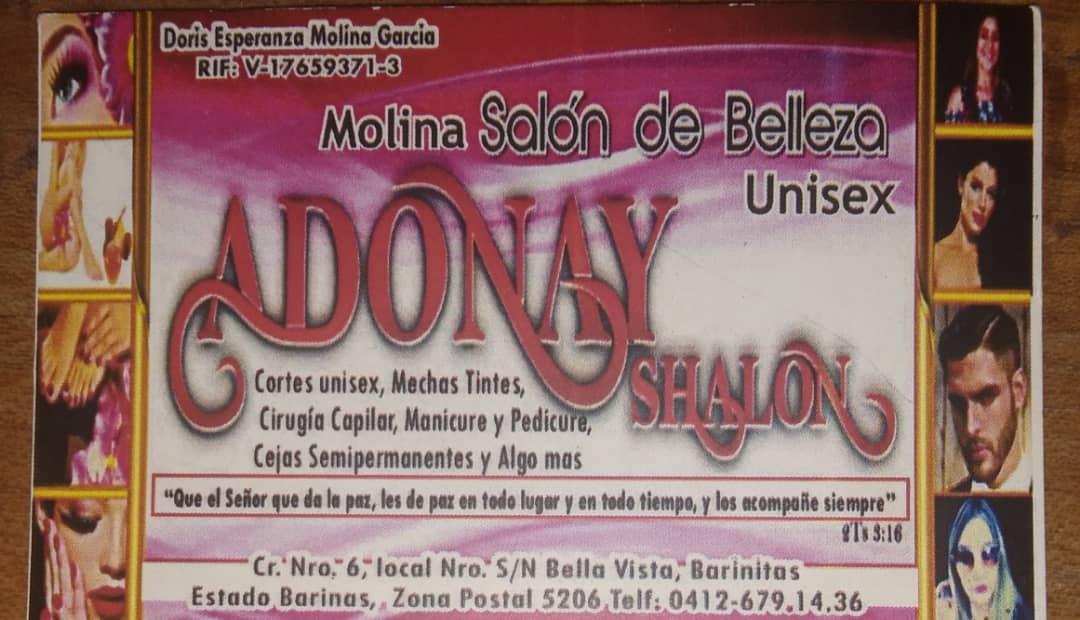 Doris Esperanza Molina Garcia
RIF: V-17659371-3
Molina Salón de Belleza
Unisex
ADONAY
SHALON
Cortes unisex, Mechas Tintes,
Cirugía Capilar, Manicure y Pedicure,
Cejas Semipermanentes y Algo mas
“Que el Señor que da la paz, les de paz en todo lugar y en todo tiempo, y los acompañe siempre”
2Ts 3:16
Cr. Nro. 6, local Nro. S/N Bella Vista, Barinitas
Estado Barinas, Zona Postal 5206 Telf: 0412-679.14.36